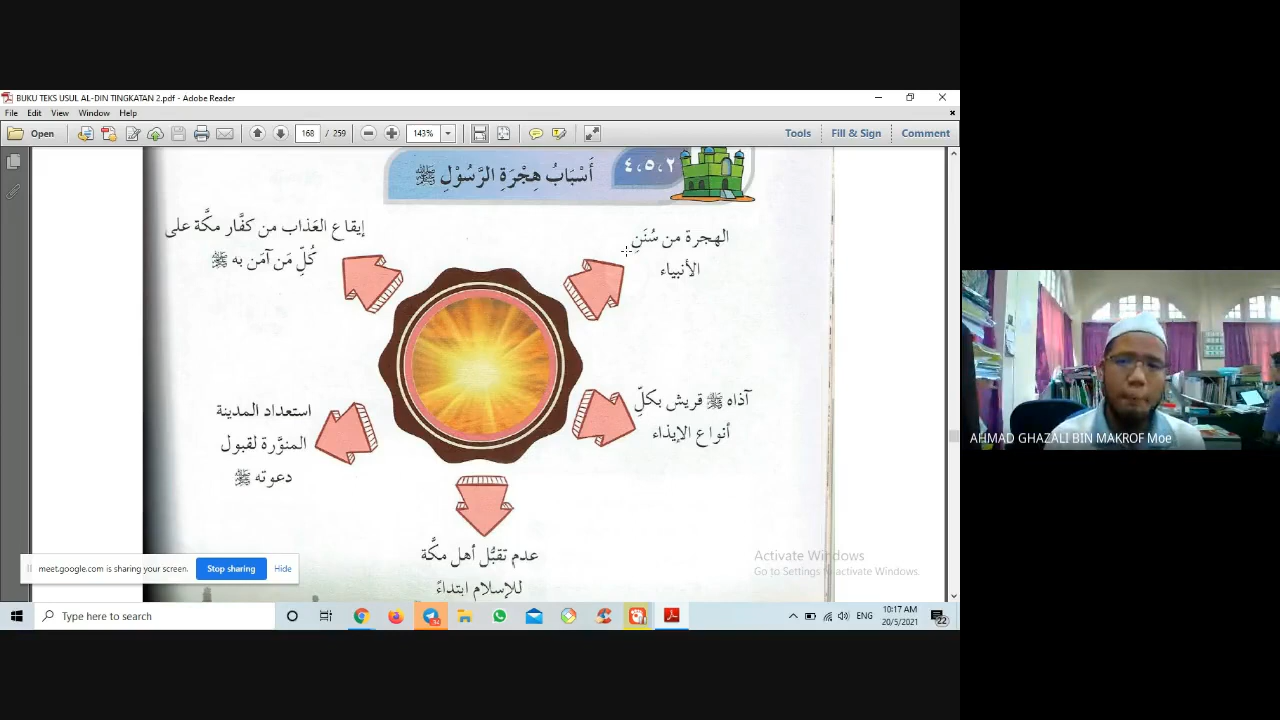 BUKU TEKS USUL AL-DIN TINGKATAN 2.pdf - Adobe Reader
File Edit View Window Help
Open 168 / 259 143% Tools Fill & Sign Comment
٤،٥،٢
أَسْبَابُ هِجْرَةِ الرَّسُوْلِ ﷺ
الهجرة من سُنَنِ
الأنبياء
إيقاع العَذاب من كفَّار مكَّة على
كُلِّ مَن آمَن به ﷺ
آذاه ﷺ قريش بكلِّ
أنواع الإيذاء
استعداد المدينة
المنوَّرة لقبول
دعوته ﷺ
عدم تقبُّل أهل مكَّة
للإسلام ابتداءً
AHMAD GHAZALI BIN MAKROF Moe
Activate Windows
Go to Settings to activate Windows.
meet.google.com is sharing your screen. Stop sharing Hide
Type here to search
ENG
10:17 AM
20/5/2021
22